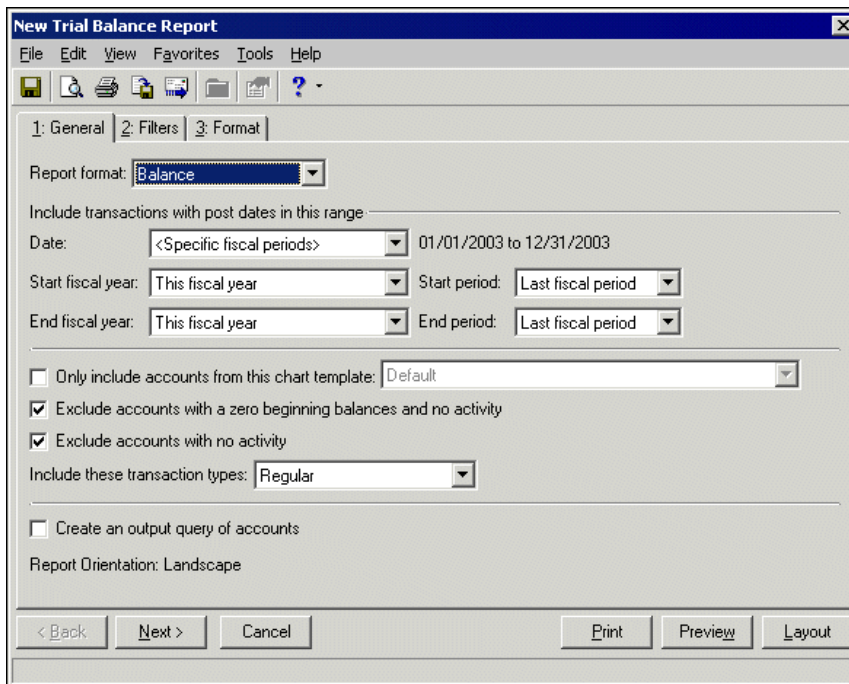 New Trial Balance Report
File Edit View Favorites Tools Help
1: General 2: Filters 3: Format
Report format: Balance
Include transactions with post dates in this range
Date: <Specific fiscal periods> 01/01/2003 to 12/31/2003
Start fiscal year: This fiscal year Start period: Last fiscal period
End fiscal year: This fiscal year End period: Last fiscal period
Only include accounts from this chart template: Default
Exclude accounts with a zero beginning balances and no activity
Exclude accounts with no activity
Include these transaction types: Regular
Create an output query of accounts
Report Orientation: Landscape
< Back Next > Cancel Print Preview Layout